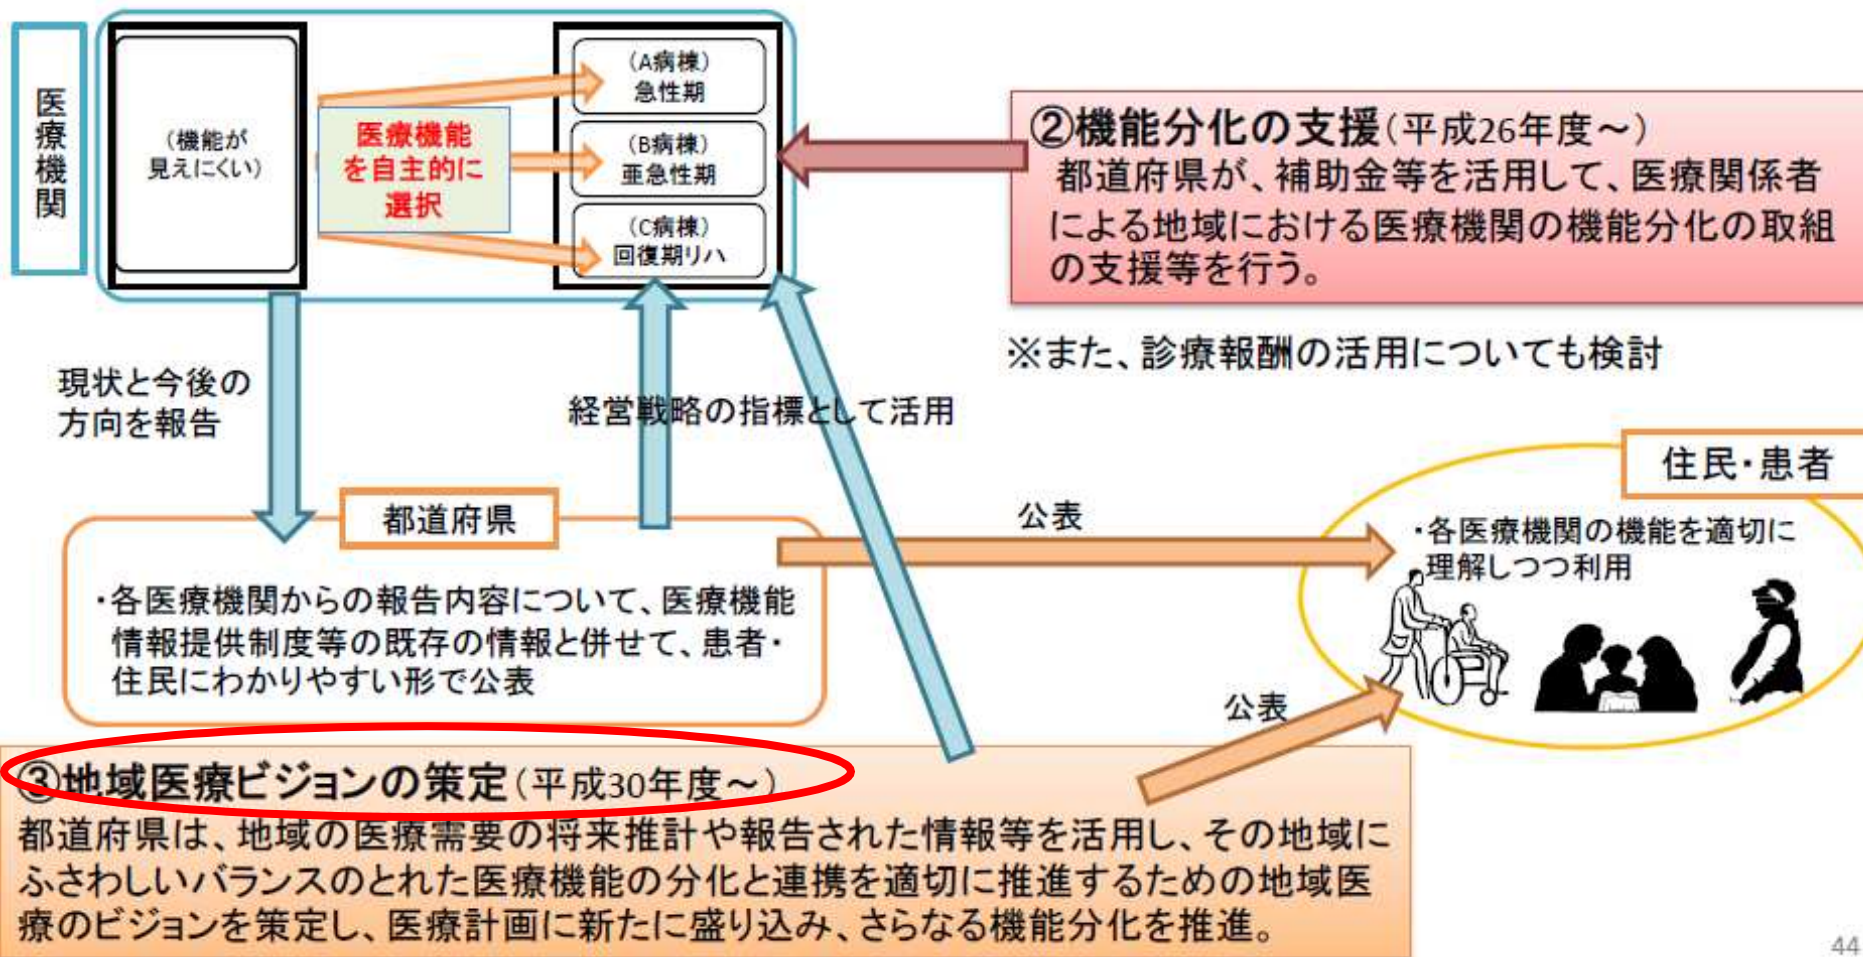 医療機関
(機能が
見えにくい)
医療機能
を自主的に
選択
(A病棟)
急性期
(B病棟)
亜急性期
(C病棟)
回復期リハ
②機能分化の支援(平成26年度～)
都道府県が、補助金等を活用して、医療関係者
による地域における医療機関の機能分化の取組
の支援等を行う。
※また、診療報酬の活用についても検討
現状と今後の
方向を報告
経営戦略の指標として活用
都道府県
・各医療機関からの報告内容について、医療機能
情報提供制度等の既存の情報と併せて、患者・
住民にわかりやすい形で公表
公表
住民・患者
・各医療機関の機能を適切に
理解しつつ利用
公表
③地域医療ビジョンの策定(平成30年度～)
都道府県は、地域の医療需要の将来推計や報告された情報等を活用し、その地域に
ふさわしいバランスのとれた医療機能の分化と連携を適切に推進するための地域医
療のビジョンを策定し、医療計画に新たに盛り込み、さらなる機能分化を推進。
44